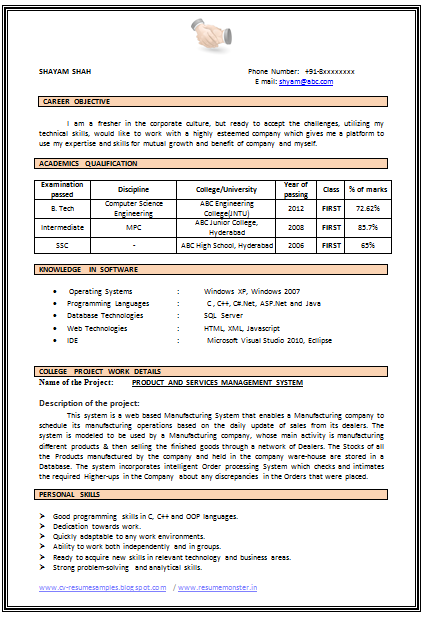 SHAYAM SHAH Phone Number: +91-8xxxxxxxx
E mail: shyam@abc.com
CAREER OBJECTIVE
I am a fresher in the corporate culture, but ready to accept the challenges, utilizing my
technical skills, would like to work with a highly esteemed company which gives me a platform to
use my expertise and skills for mutual growth and benefit of company and myself.
ACADEMICS QUALIFICATION
Examination passed Discipline College/University Year of passing Class % of marks
B. Tech Computer Science Engineering ABC Engineering College(JNTU) 2012 FIRST 72.62%
Intermediate MPC ABC Junior College, Hyderabad 2008 FIRST 85.7%
SSC - ABC High School, Hyderabad 2006 FIRST 65%
KNOWLEDGE IN SOFTWARE
• Operating Systems : Windows XP, Windows 2007
• Programming Languages : C , C++, C#.Net, ASP.Net and Java
• Database Technologies : SQL Server
• Web Technologies : HTML, XML, Javascript
• IDE : Microsoft Visual Studio 2010, Ecllipse
COLLEGE PROJECT WORK DETAILS
Name of the Project: PRODUCT AND SERVICES MANAGEMENT SYSTEM
Description of the project:
This system is a web based Manufacturing System that enables a Manufacturing company to
schedule its manufacturing operations based on the daily update of sales from its dealers. The
system is modeled to be used by a Manufacturing company, whose main activity is manufacturing
different products & then selling the finished goods through a network of Dealers. The Stocks of all
the Products manufactured by the company and held in the company ware-house are stored in a
Database. The system incorporates intelligent Order processing System which checks and intimates
the required Higher-ups in the Company about any discrepancies in the Orders that were placed.
PERSONAL SKILLS
➢ Good programming skills in C, C++ and OOP languages.
➢ Dedication towards work.
➢ Quickly adaptable to any work environments.
➢ Ability to work both independently and in groups.
➢ Ready to acquire new skills in relevant technology and business areas.
➢ Strong problem-solving and analytical skills.
www.cv-resumesamples.blogspot.com / www.resumemonster.in